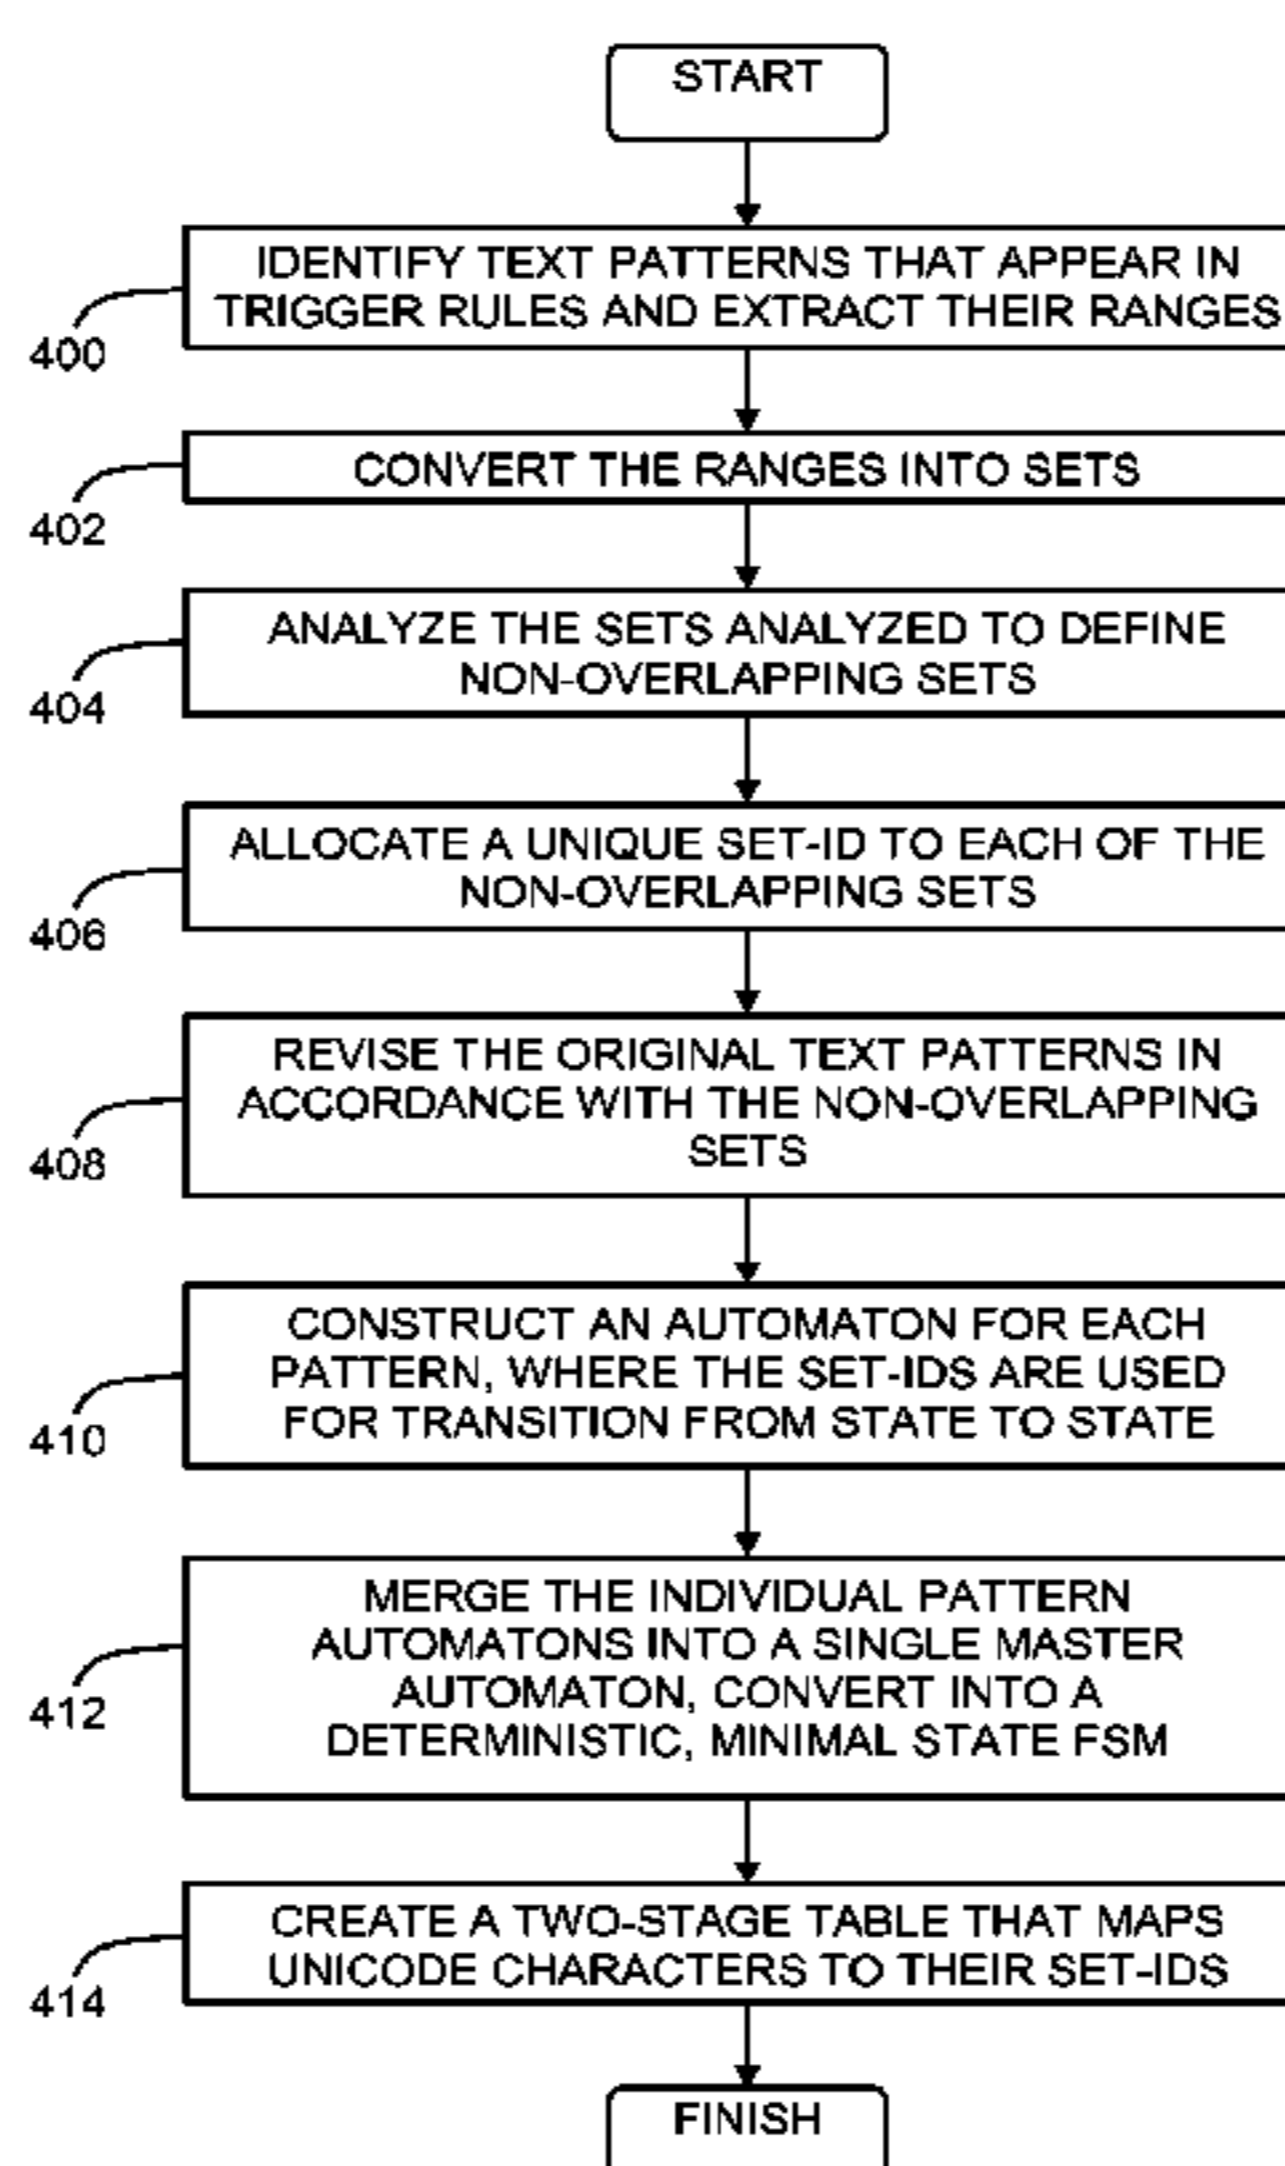 START
IDENTIFY TEXT PATTERNS THAT APPEAR IN
TRIGGER RULES AND EXTRACT THEIR RANGES
400
CONVERT THE RANGES INTO SETS
402
ANALYZE THE SETS ANALYZED TO DEFINE
NON-OVERLAPPING SETS
404
ALLOCATE A UNIQUE SET-ID TO EACH OF THE
NON-OVERLAPPING SETS
406
REVISE THE ORIGINAL TEXT PATTERNS IN
ACCORDANCE WITH THE NON-OVERLAPPING
SETS
408
CONSTRUCT AN AUTOMATON FOR EACH
PATTERN, WHERE THE SET-IDS ARE USED
FOR TRANSITION FROM STATE TO STATE
410
MERGE THE INDIVIDUAL PATTERN
AUTOMATONS INTO A SINGLE MASTER
AUTOMATON, CONVERT INTO A
DETERMINISTIC, MINIMAL STATE FSM
412
CREATE A TWO-STAGE TABLE THAT MAPS
UNICODE CHARACTERS TO THEIR SET-IDS
414
FINISH